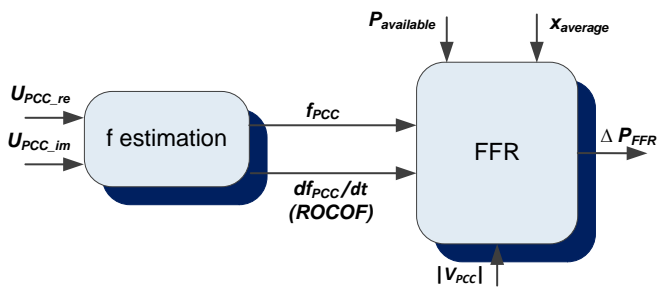 P_available
x_average
U_PCC_re
f_PCC
U_PCC_im
f estimation
FFR
Δ P_FFR
df_PCC/dt
(ROCOF)
|V_PCC|